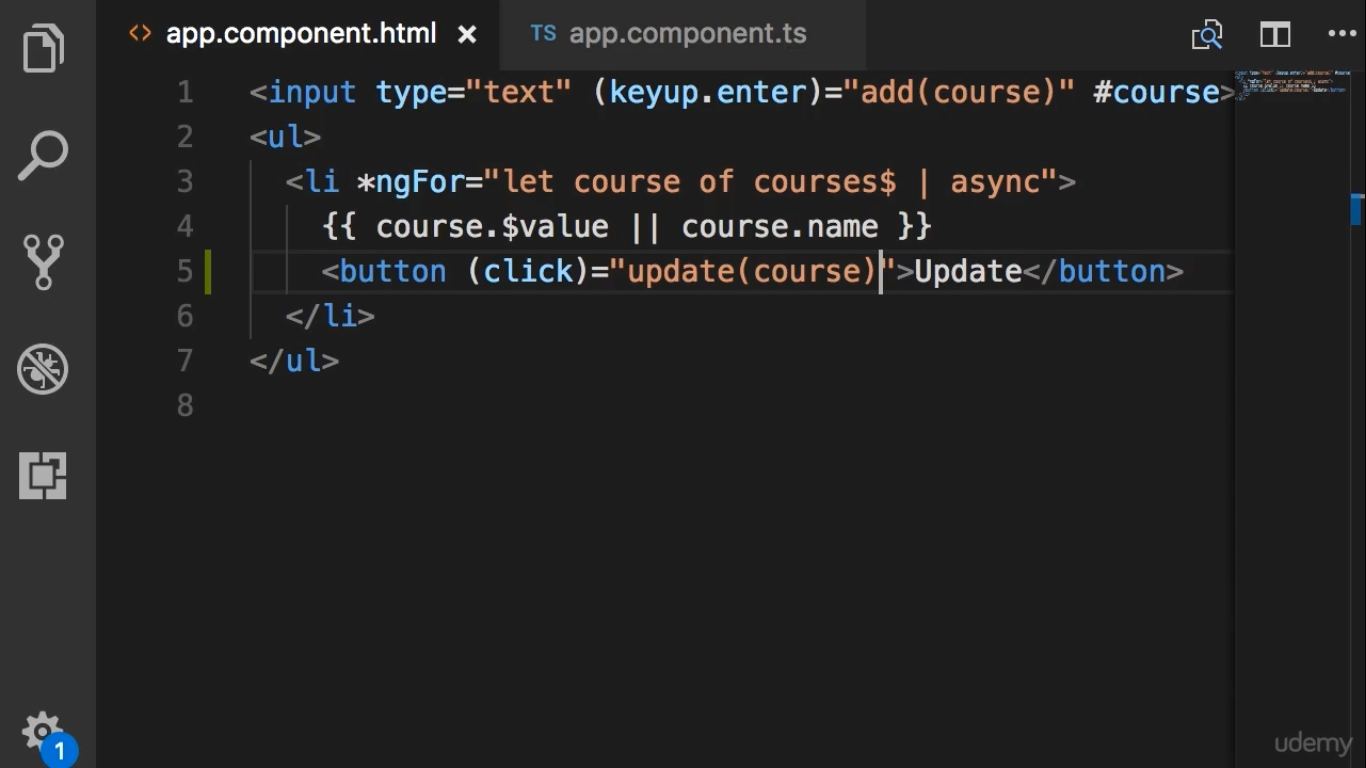 app.component.html
TS app.component.ts
1 <input type="text" (keyup.enter)="add(course)" #course>
2 <ul>
3 <li *ngFor="let course of courses$ | async">
4 {{ course.$value || course.name }}
5 <button (click)="update(course)">Update</button>
6 </li>
7 </ul>
8
1
udemy